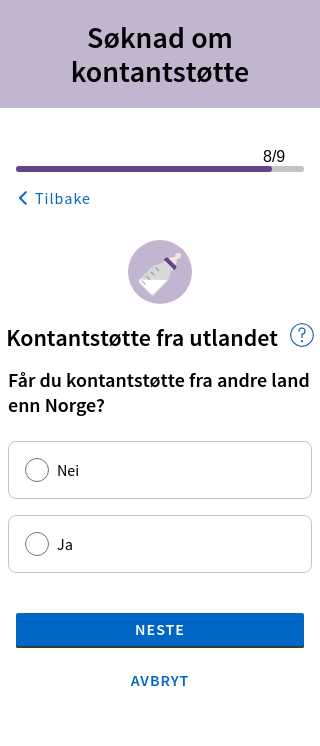 Søknad om
kontantstøtte
8/9
Tilbake
Kontantstøtte fra utlandet
?
Får du kontantstøtte fra andre land
enn Norge?
Nei
Ja
NESTE
AVBRYT